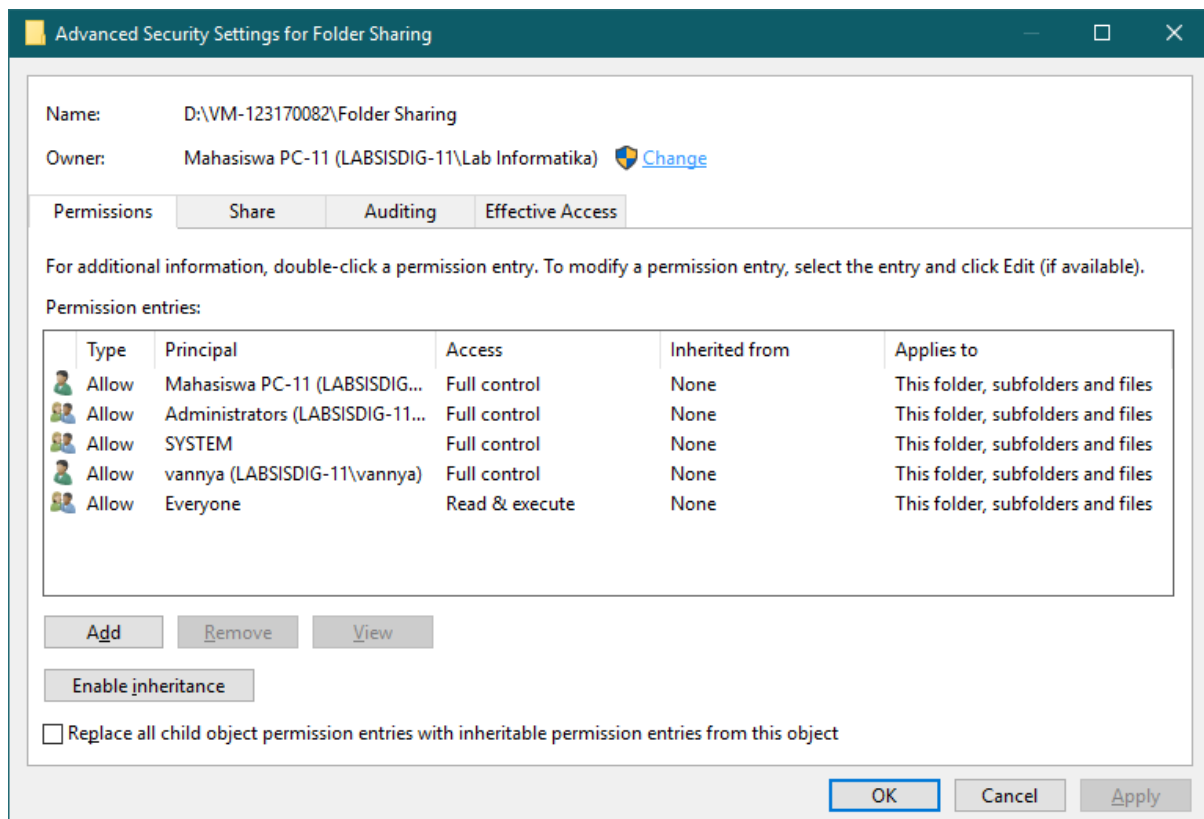 Advanced Security Settings for Folder Sharing
Name: D:\VM-123170082\Folder Sharing
Owner: Mahasiswa PC-11 (LABSISDIG-11\Lab Informatika) Change
Permissions Share Auditing Effective Access
For additional information, double-click a permission entry. To modify a permission entry, select the entry and click Edit (if available).
Permission entries:
Type Principal Access Inherited from Applies to
Allow Mahasiswa PC-11 (LABSISDIG... Full control None This folder, subfolders and files
Allow Administrators (LABSISDIG-11... Full control None This folder, subfolders and files
Allow SYSTEM Full control None This folder, subfolders and files
Allow vannya (LABSISDIG-11\vannya) Full control None This folder, subfolders and files
Allow Everyone Read & execute None This folder, subfolders and files
Add Remove View
Enable inheritance
Replace all child object permission entries with inheritable permission entries from this object
OK Cancel Apply